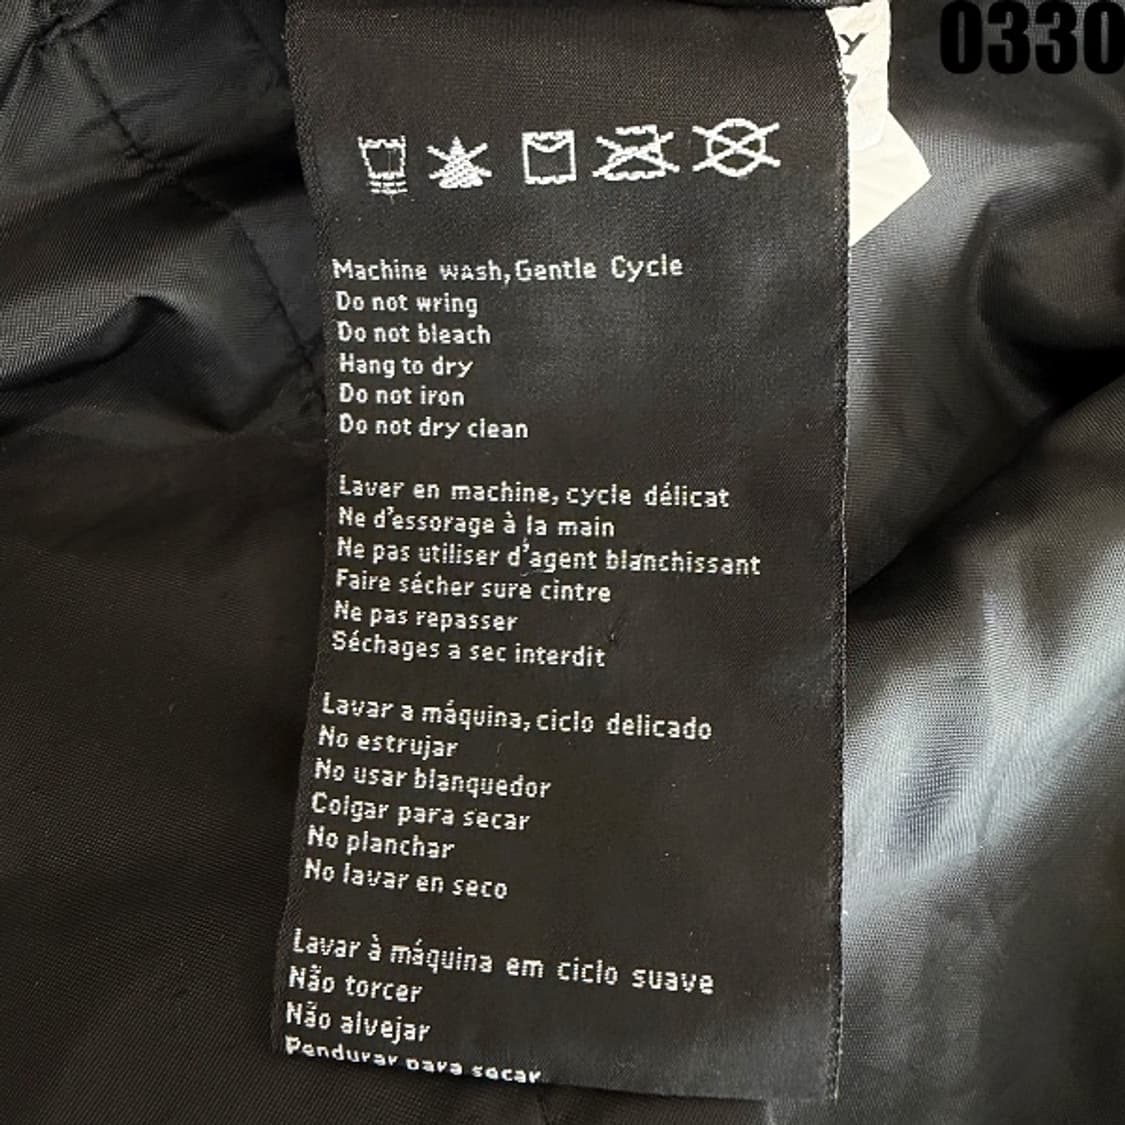 0330
Y
Machine wash, Gentle Cycle
Do not wring
Do not bleach
Hang to dry
Do not iron
Do not dry clean
Laver en machine, cycle délicat
Ne d'essorage à la main
Ne pas utiliser d'agent blanchissant
Faire sécher sure cintre
Ne pas repasser
Séchages a sec interdit
Lavar a máquina, ciclo delicado
No estrujar
No usar blanquedor
Colgar para secar
No planchar
No lavar en seco
Lavar à máquina em ciclo suave
Não torcer
Não alvejar
Pendurar para secar